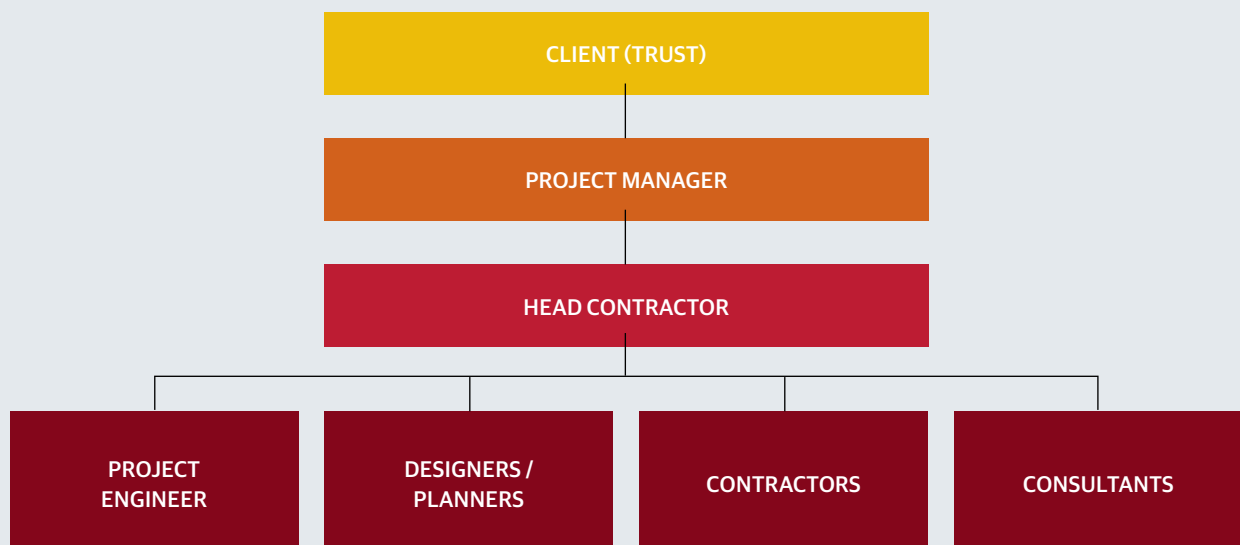 CLIENT (TRUST)
PROJECT MANAGER
HEAD CONTRACTOR
PROJECT
ENGINEER
DESIGNERS /
PLANNERS
CONTRACTORS
CONSULTANTS